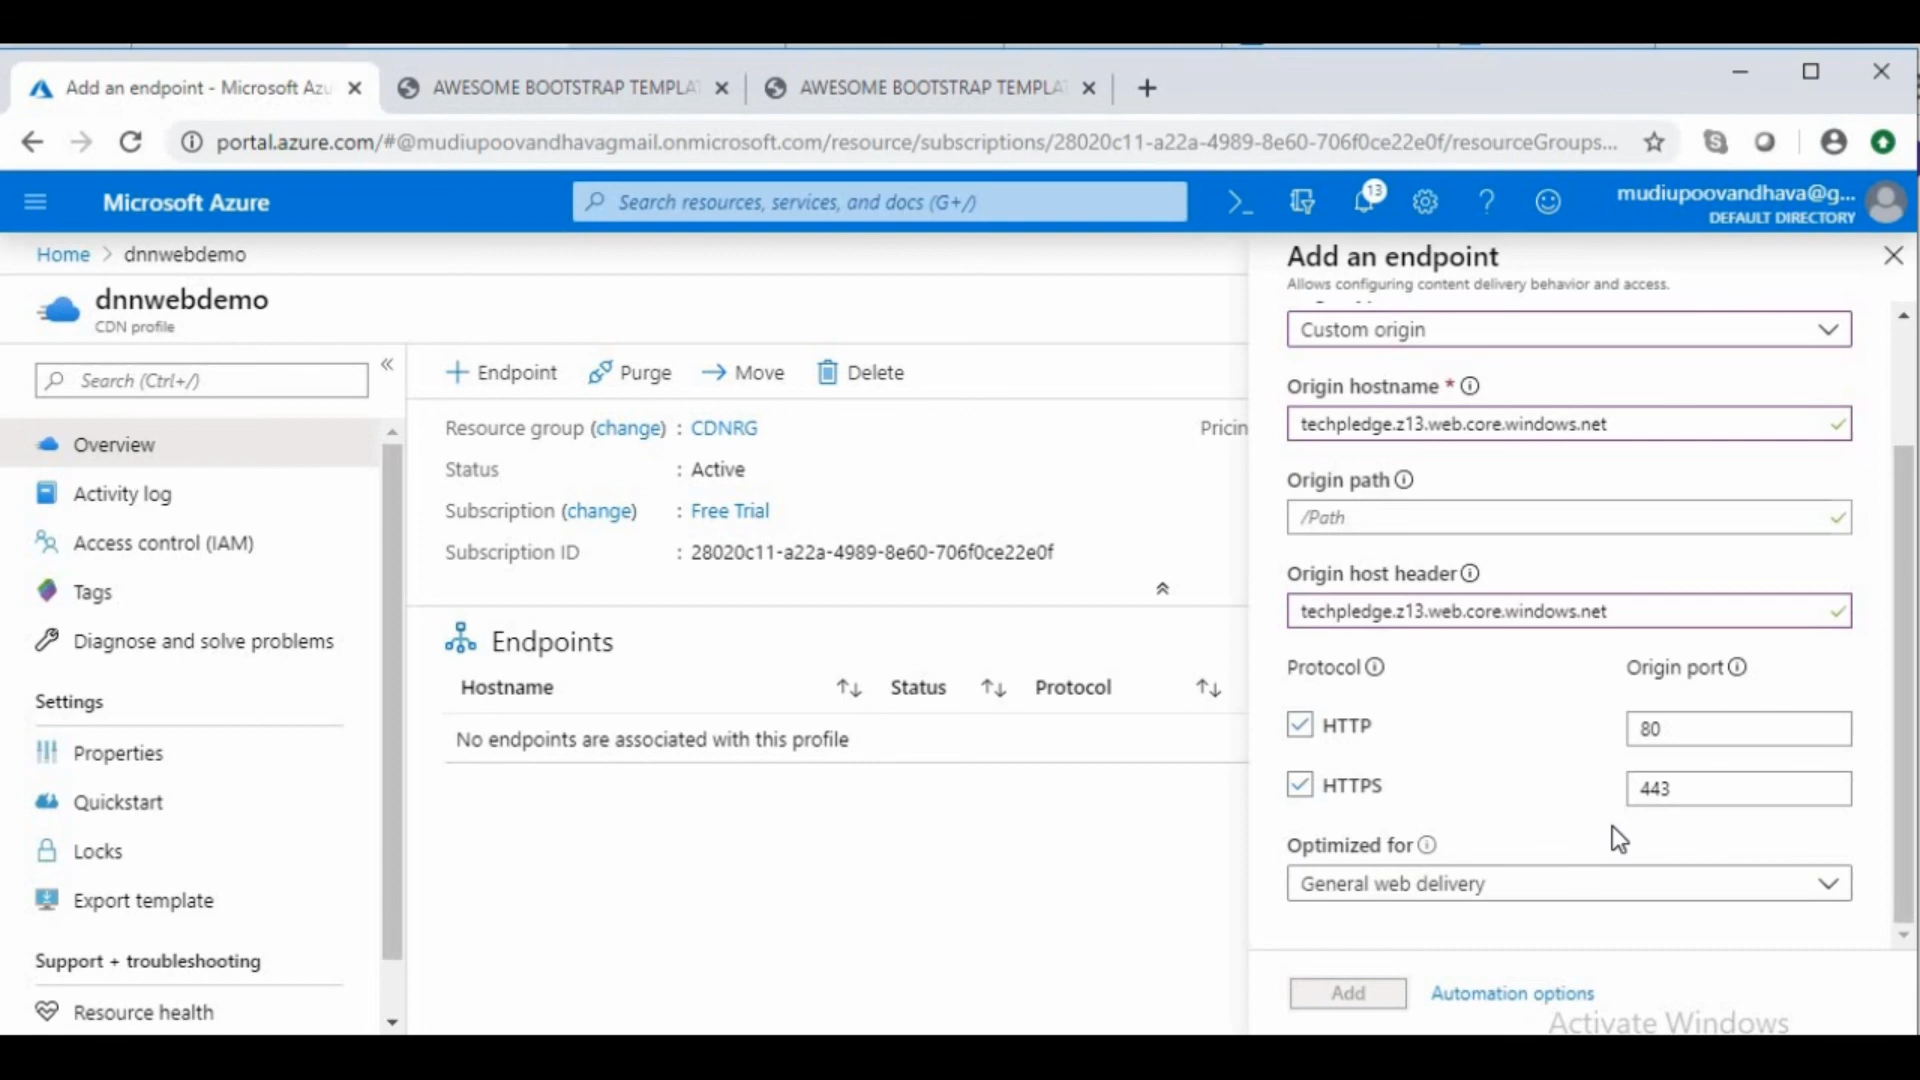 Add an endpoint - Microsoft Azu
AWESOME BOOTSTRAP TEMPLA
AWESOME BOOTSTRAP TEMPLA
portal.azure.com/#@mudiupoovandhavagmail.onmicrosoft.com/resource/subscriptions/28020c11-a22a-4989-8e60-706f0ce22e0f/resourceGroups...
Microsoft Azure
Search resources, services, and docs (G+/)
13
mudiupoovandhava@g...
DEFAULT DIRECTORY
Home > dnnwebdemo
dnnwebdemo
CDN profile
Search (Ctrl+/)
Overview
Activity log
Access control (IAM)
Tags
Diagnose and solve problems
Settings
Properties
Quickstart
Locks
Export template
Support + troubleshooting
Resource health
Endpoint
Purge
Move
Delete
Resource group (change) : CDNRG
Pricin
Status : Active
Subscription (change) : Free Trial
Subscription ID : 28020c11-a22a-4989-8e60-706f0ce22e0f
Endpoints
Hostname Status Protocol
No endpoints are associated with this profile
Add an endpoint
Allows configuring content delivery behavior and access.
Custom origin
Origin hostname *
techpledge.z13.web.core.windows.net
Origin path
/Path
Origin host header
techpledge.z13.web.core.windows.net
Protocol Origin port
HTTP 80
HTTPS 443
Optimized for
General web delivery
Add Automation options
Activate Windows